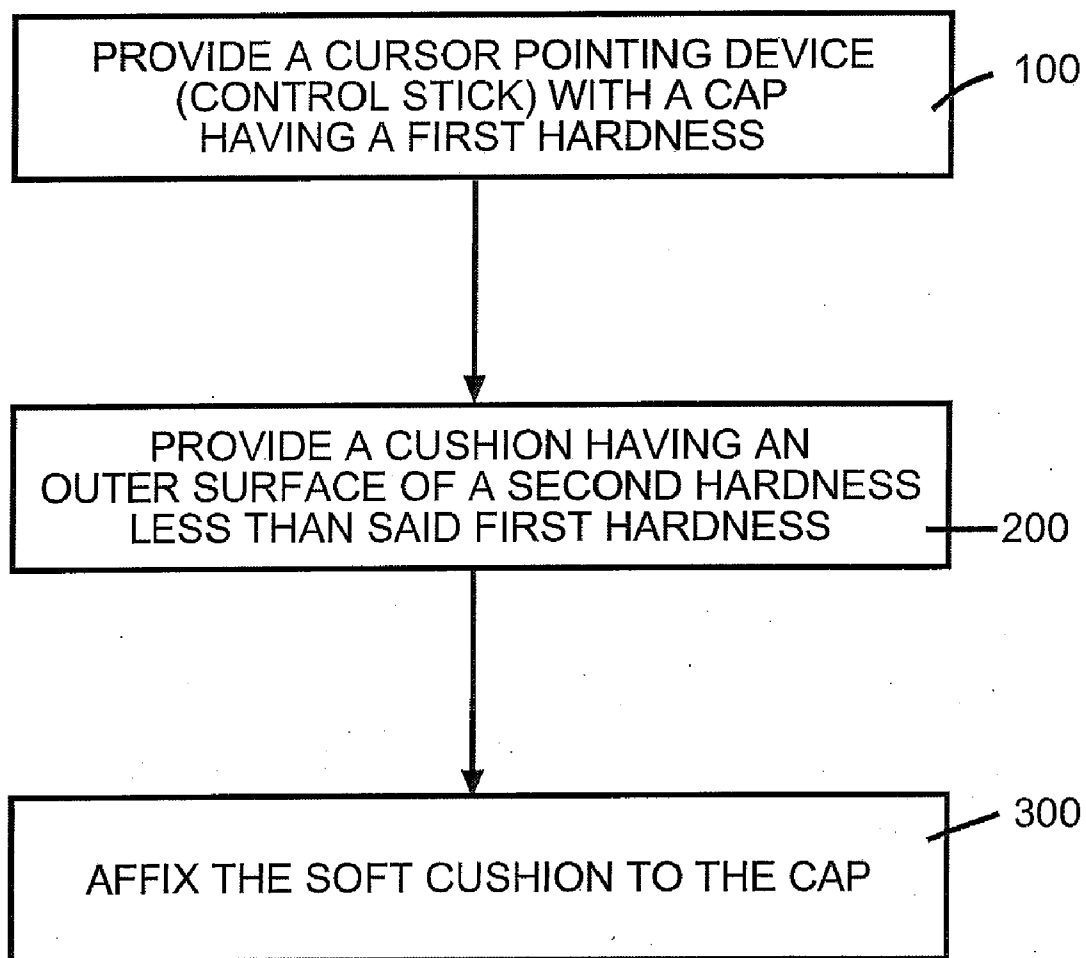 PROVIDE A CURSOR POINTING DEVICE
(CONTROL STICK) WITH A CAP
HAVING A FIRST HARDNESS
100
PROVIDE A CUSHION HAVING AN
OUTER SURFACE OF A SECOND HARDNESS
LESS THAN SAID FIRST HARDNESS
200
300
AFFIX THE SOFT CUSHION TO THE CAP